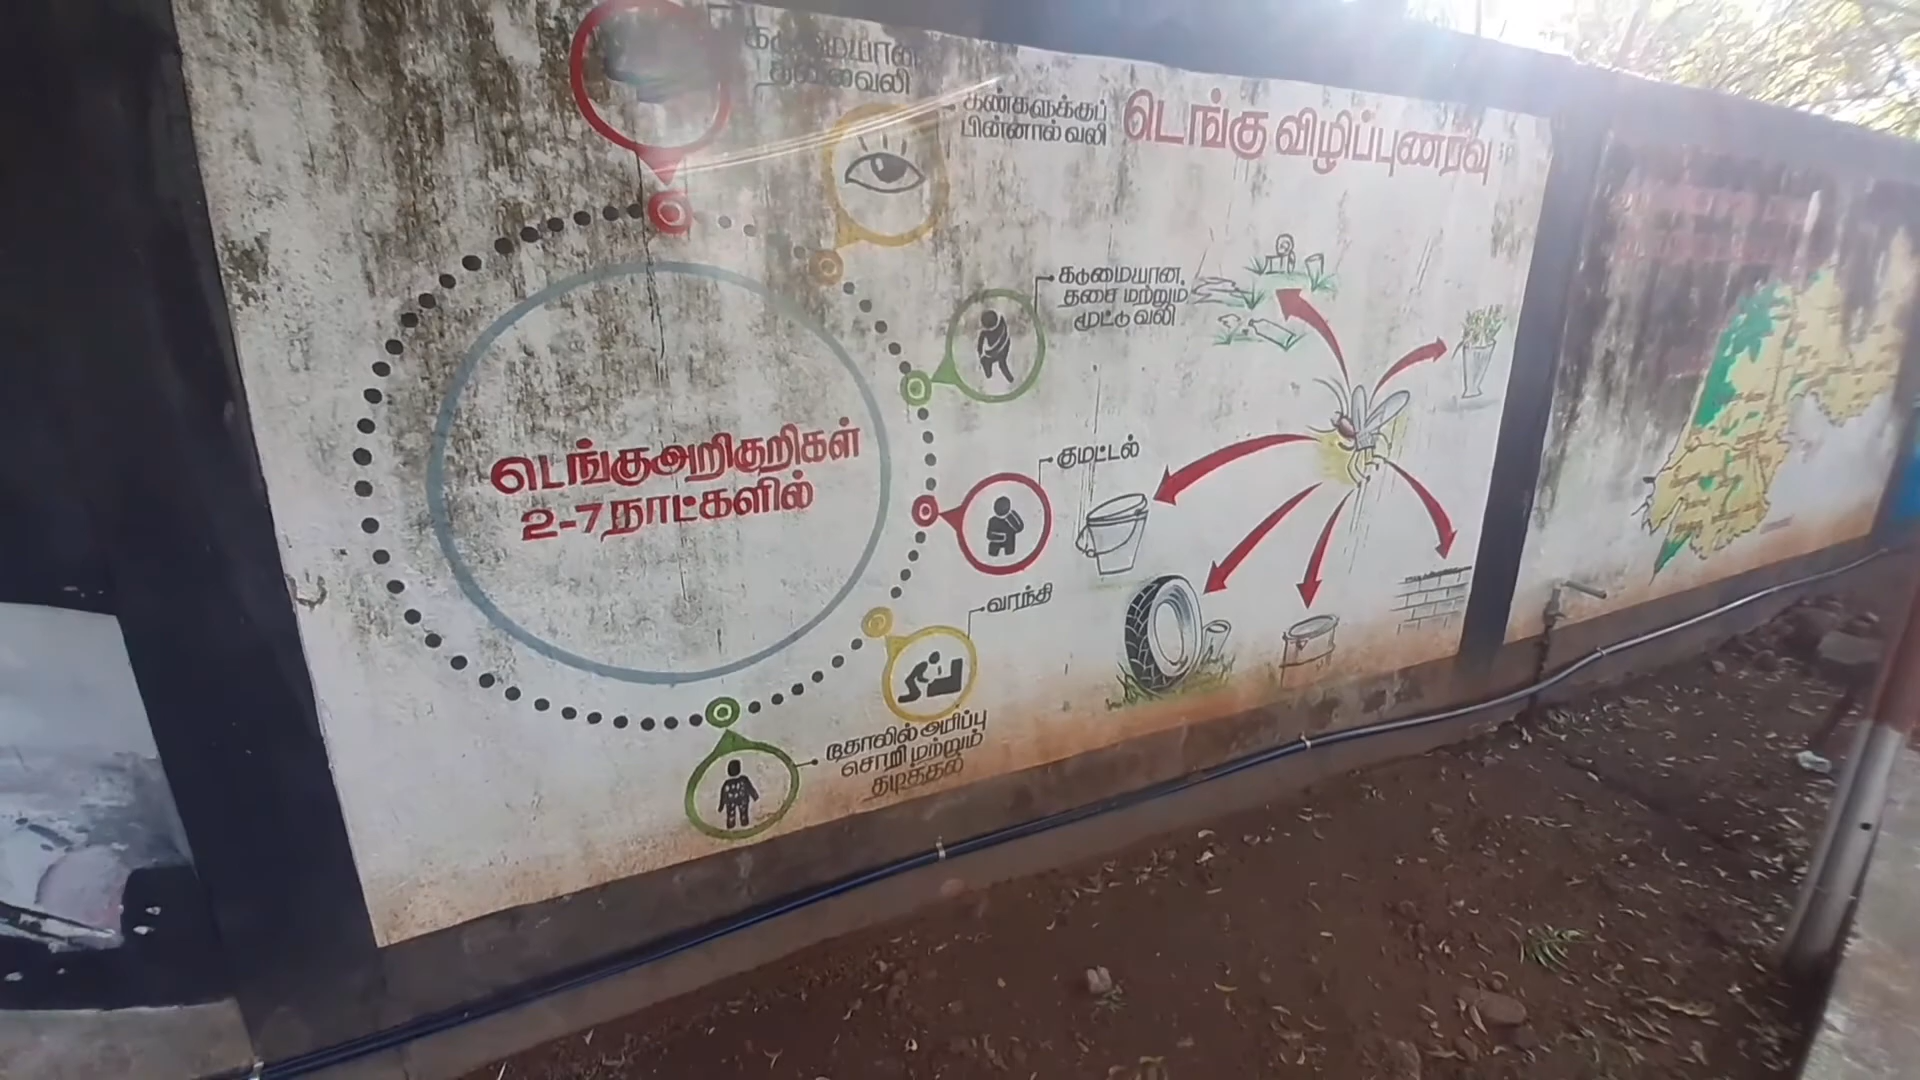 கடுமையான
தலைவலி
கண்களுக்குப்
பின்னால் வலி
டெங்கு விழிப்புணர்வு
கடுமையான
தசை மற்றும்
மூட்டு வலி
டெங்கு அறிகுறிகள்
2-7 நாட்களில்
குமட்டல்
வாந்தி
தோலில் அரிப்பு
சொறி மற்றும்
தடித்தல்